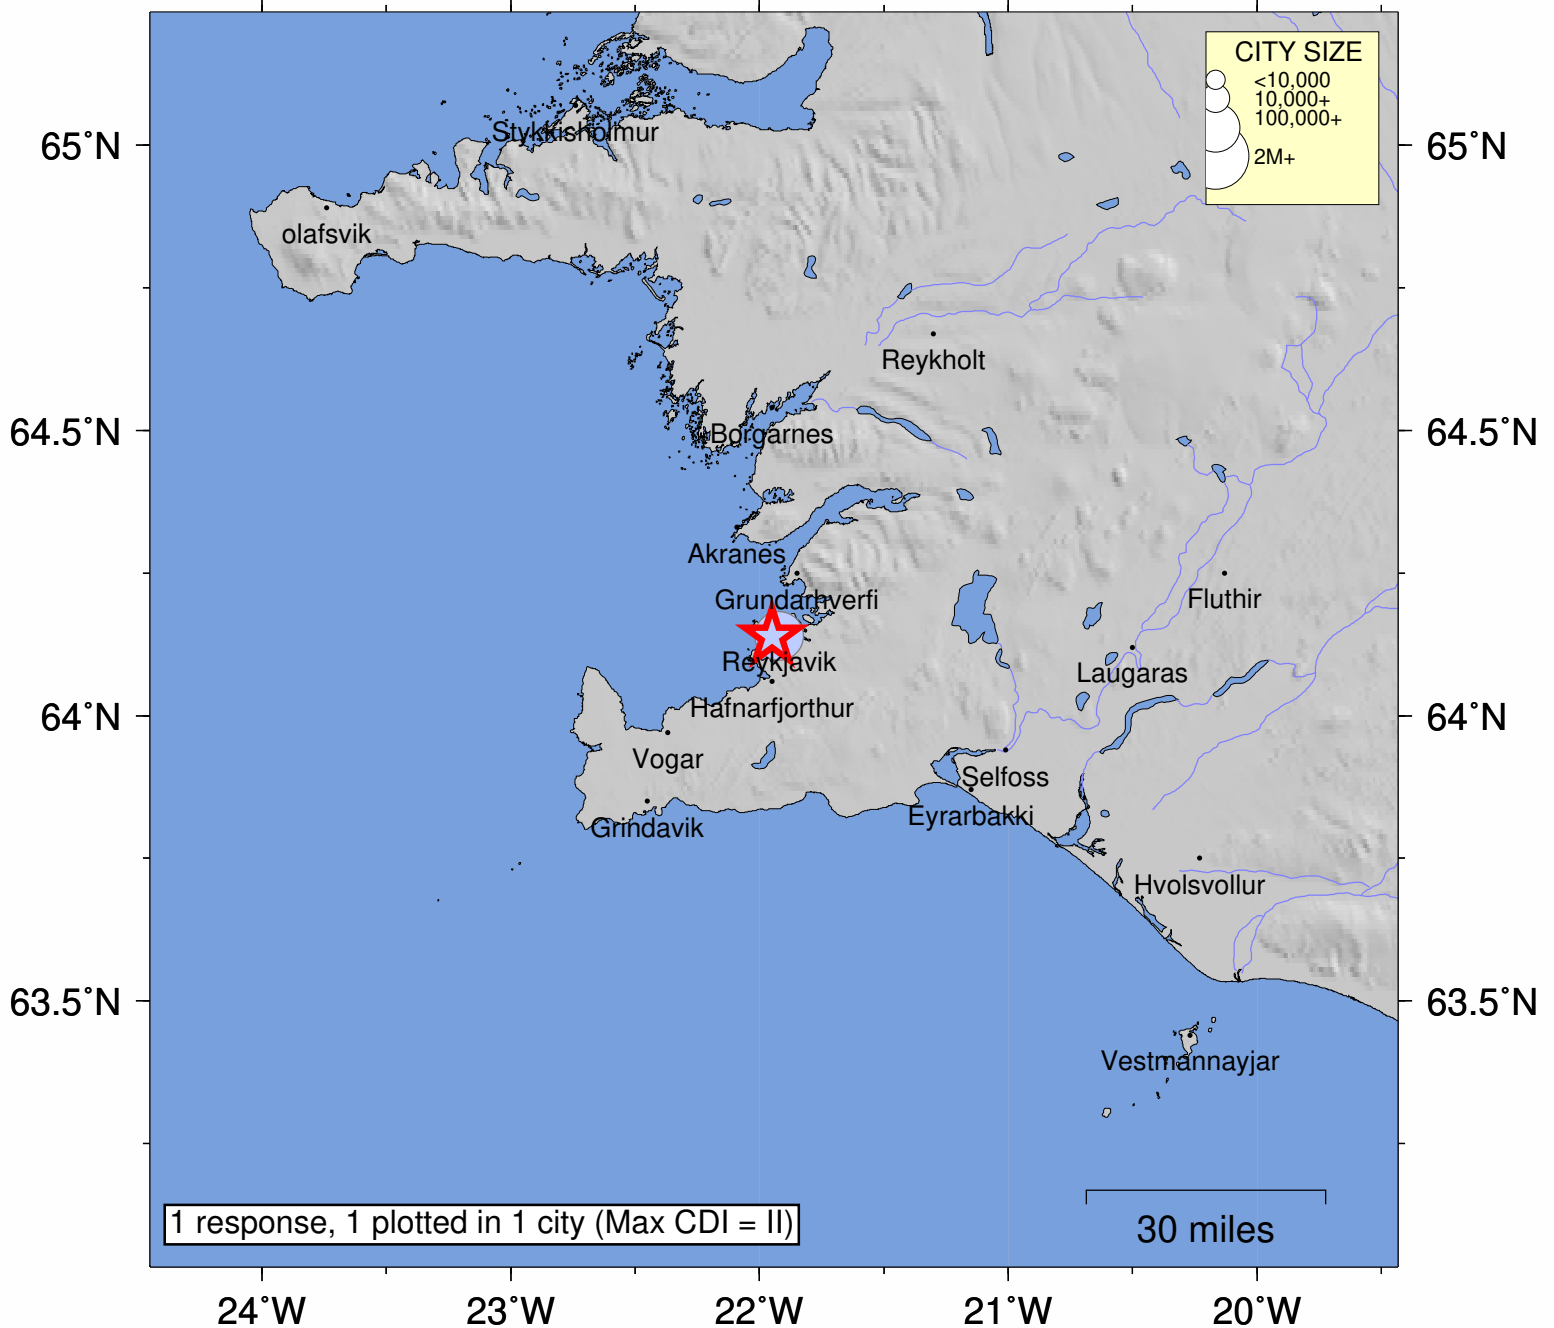 CITY SIZE
<10,000
10,000+
100,000+
2M+
65˚N
65˚N
Stykkisholmur
olafsvik
Reykholt
64.5˚N
64.5˚N
Borgarnes
Akranes
Grundarhverfi
Fluthir
Reykjavik
Laugaras
Hafnarfjorthur
64˚N
64˚N
Vogar
Selfoss
Eyrarbakki
Grindavik
Hvolsvollur
63.5˚N
63.5˚N
Vestmannayjar
1 response, 1 plotted in 1 city (Max CDI = II)
30 miles
24˚W
23˚W
22˚W
21˚W
20˚W